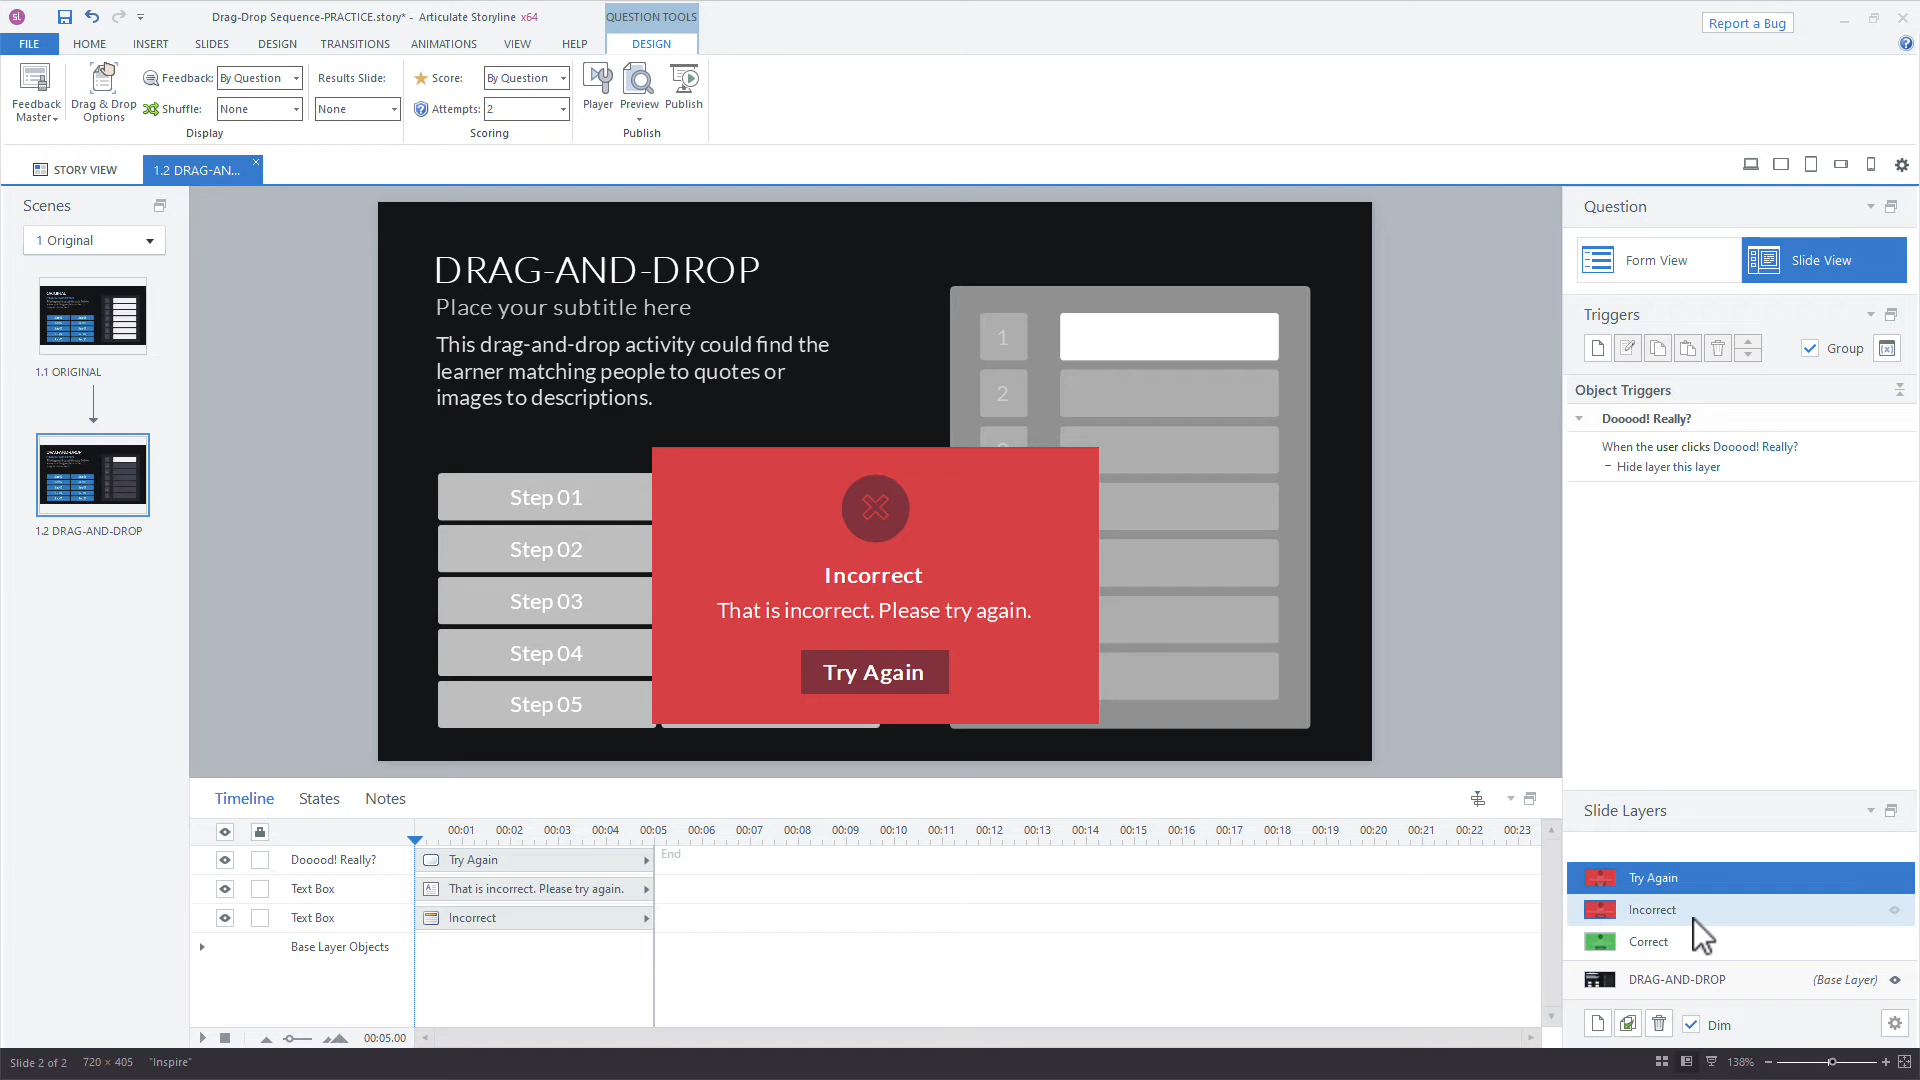 Drag-Drop Sequence-PRACTICE.story* - Articulate Storyline x64
QUESTION TOOLS
Report a Bug
FILE HOME INSERT SLIDES DESIGN TRANSITIONS ANIMATIONS VIEW HELP DESIGN
Feedback Master
Drag & Drop Options
Feedback: By Question
Shuffle: None
Results Slide:
None
Display
Score: By Question
Attempts: 2
Scoring
Player
Preview
Publish
Publish
STORY VIEW
1.2 DRAG-AN...
Scenes
1 Original
1.1 ORIGINAL
1.2 DRAG-AND-DROP
DRAG-AND-DROP
Place your subtitle here
This drag-and-drop activity could find the
learner matching people to quotes or
images to descriptions.
Step 01
Step 02
Step 03
Step 04
Step 05
1
2
Incorrect
That is incorrect. Please try again.
Try Again
Question
Form View
Slide View
Triggers
Group
Object Triggers
Dooood! Really?
When the user clicks Dooood! Really?
Hide layer this layer
Timeline States Notes
00:01 00:02 00:03 00:04 00:05 00:06 00:07 00:08 00:09 00:10 00:11 00:12 00:13 00:14 00:15 00:16 00:17 00:18 00:19 00:20 00:21 00:22 00:23
Dooood! Really? Try Again End
Text Box That is incorrect. Please try again.
Text Box Incorrect
Base Layer Objects
00:05.00
Slide Layers
Try Again
Incorrect
Correct
DRAG-AND-DROP (Base Layer)
Dim
Slide 2 of 2 720 × 405 "Inspire" 138%